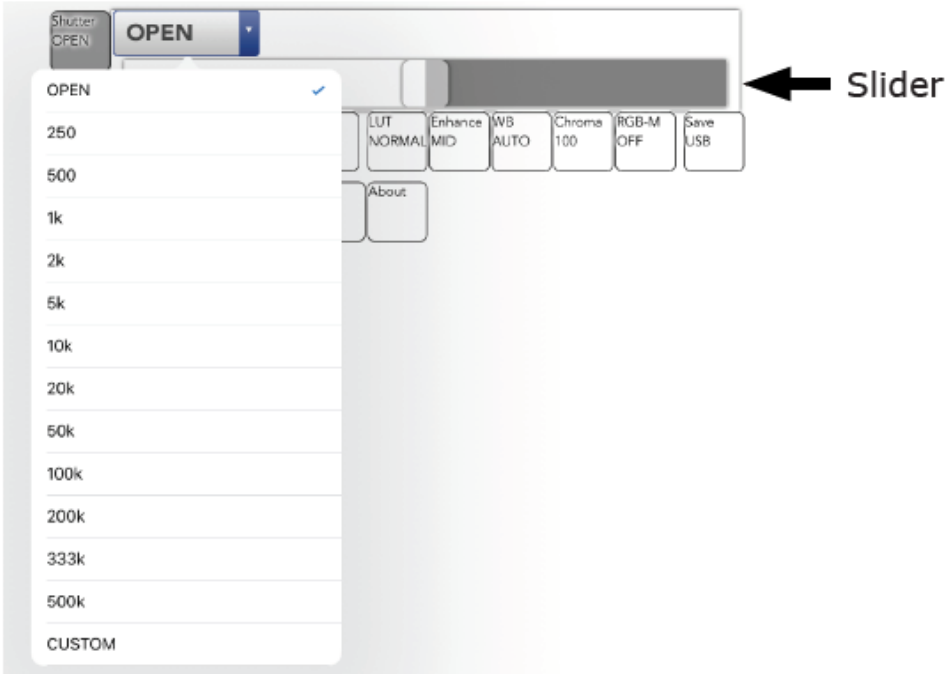 Shutter
OPEN
OPEN
Slider
OPEN
250
500
1k
2k
5k
10k
20k
50k
100k
200k
333k
500k
CUSTOM
LUT
NORMAL
Enhance
MID
WB
AUTO
Chroma
100
RGB-M
OFF
Save
USB
About